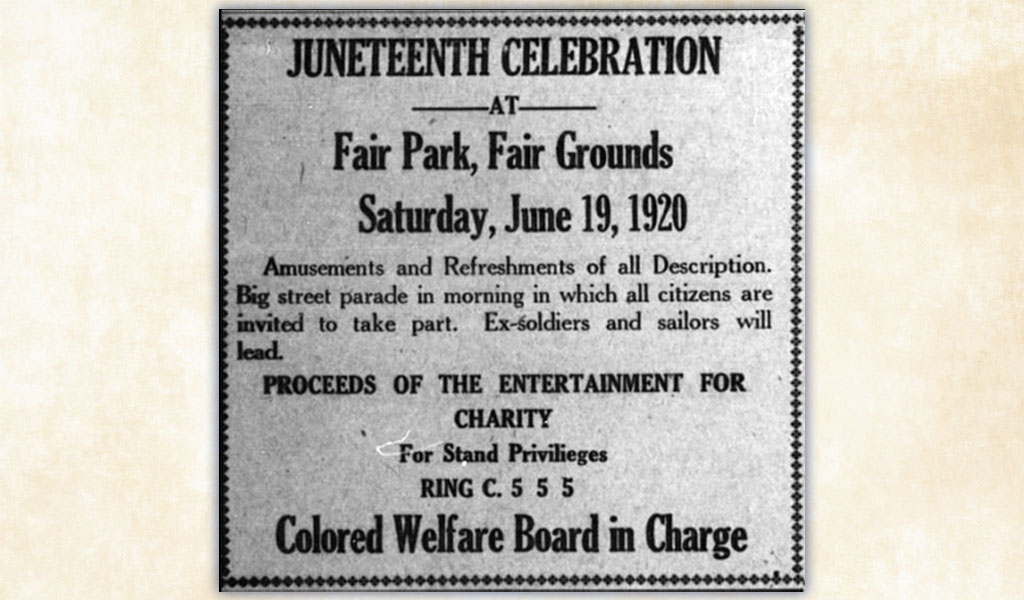 JUNETEENTH CELEBRATION
AT
Fair Park, Fair Grounds
Saturday, June 19, 1920
Amusements and Refreshments of all Description.
Big street parade in morning in which all citizens are
invited to take part. Ex-soldiers and sailors will
lead.
PROCEEDS OF THE ENTERTAINMENT FOR
CHARITY
For Stand Privilieges
RING C. 5 5 5
Colored Welfare Board in Charge